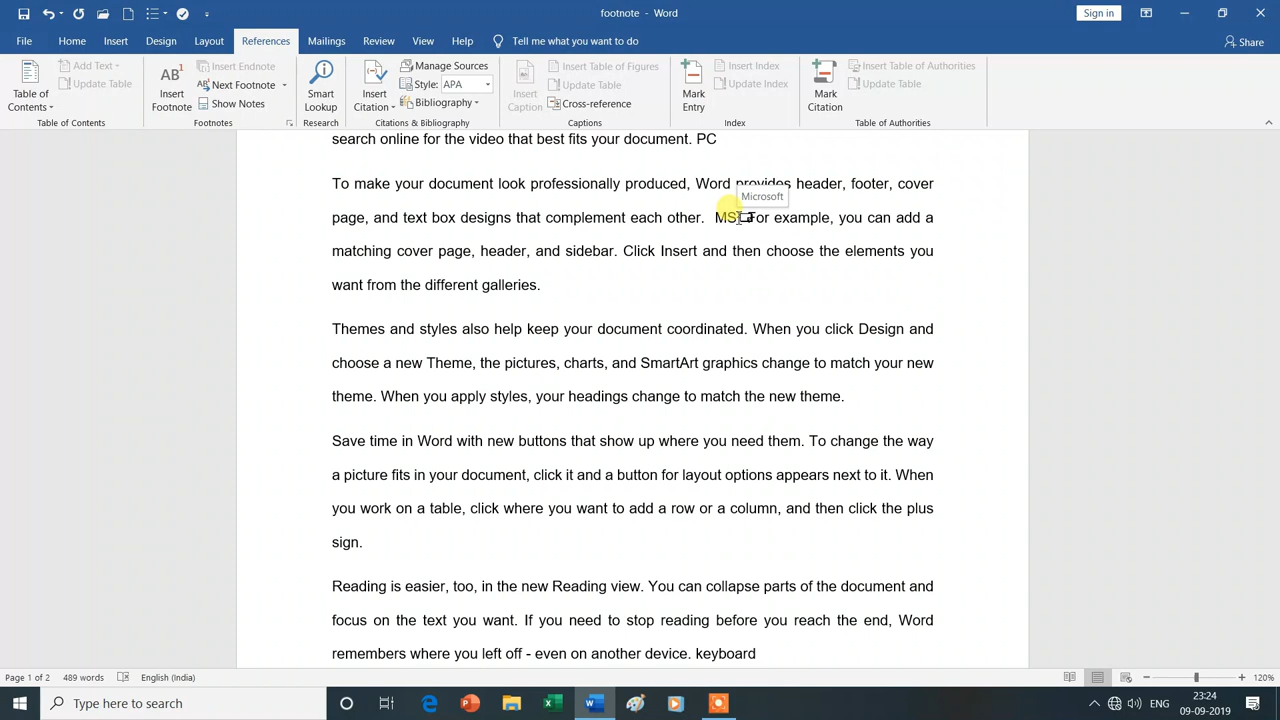 footnote - Word
Sign in
File Home Insert Design Layout References Mailings Review View Help Tell me what you want to do Share
Table of Contents
Add Text
Update Table
Table of Contents
AB1
Insert Footnote
Insert Endnote
Next Footnote
Show Notes
Footnotes
Smart Lookup
Research
Insert Citation
Manage Sources
Style: APA
Bibliography
Citations & Bibliography
Insert Caption
Insert Table of Figures
Update Table
Cross-reference
Captions
Mark Entry
Insert Index
Update Index
Index
Mark Citation
Insert Table of Authorities
Update Table
Table of Authorities
search online for the video that best fits your document. PC
To make your document look professionally produced, Word provides header, footer, cover
Microsoft
page, and text box designs that complement each other. MS For example, you can add a
matching cover page, header, and sidebar. Click Insert and then choose the elements you
want from the different galleries.
Themes and styles also help keep your document coordinated. When you click Design and
choose a new Theme, the pictures, charts, and SmartArt graphics change to match your new
theme. When you apply styles, your headings change to match the new theme.
Save time in Word with new buttons that show up where you need them. To change the way
a picture fits in your document, click it and a button for layout options appears next to it. When
you work on a table, click where you want to add a row or a column, and then click the plus
sign.
Reading is easier, too, in the new Reading view. You can collapse parts of the document and
focus on the text you want. If you need to stop reading before you reach the end, Word
remembers where you left off - even on another device. keyboard
Page 1 of 2 489 words English (India) 120%
Type here to search
ENG
23:24
09-09-2019